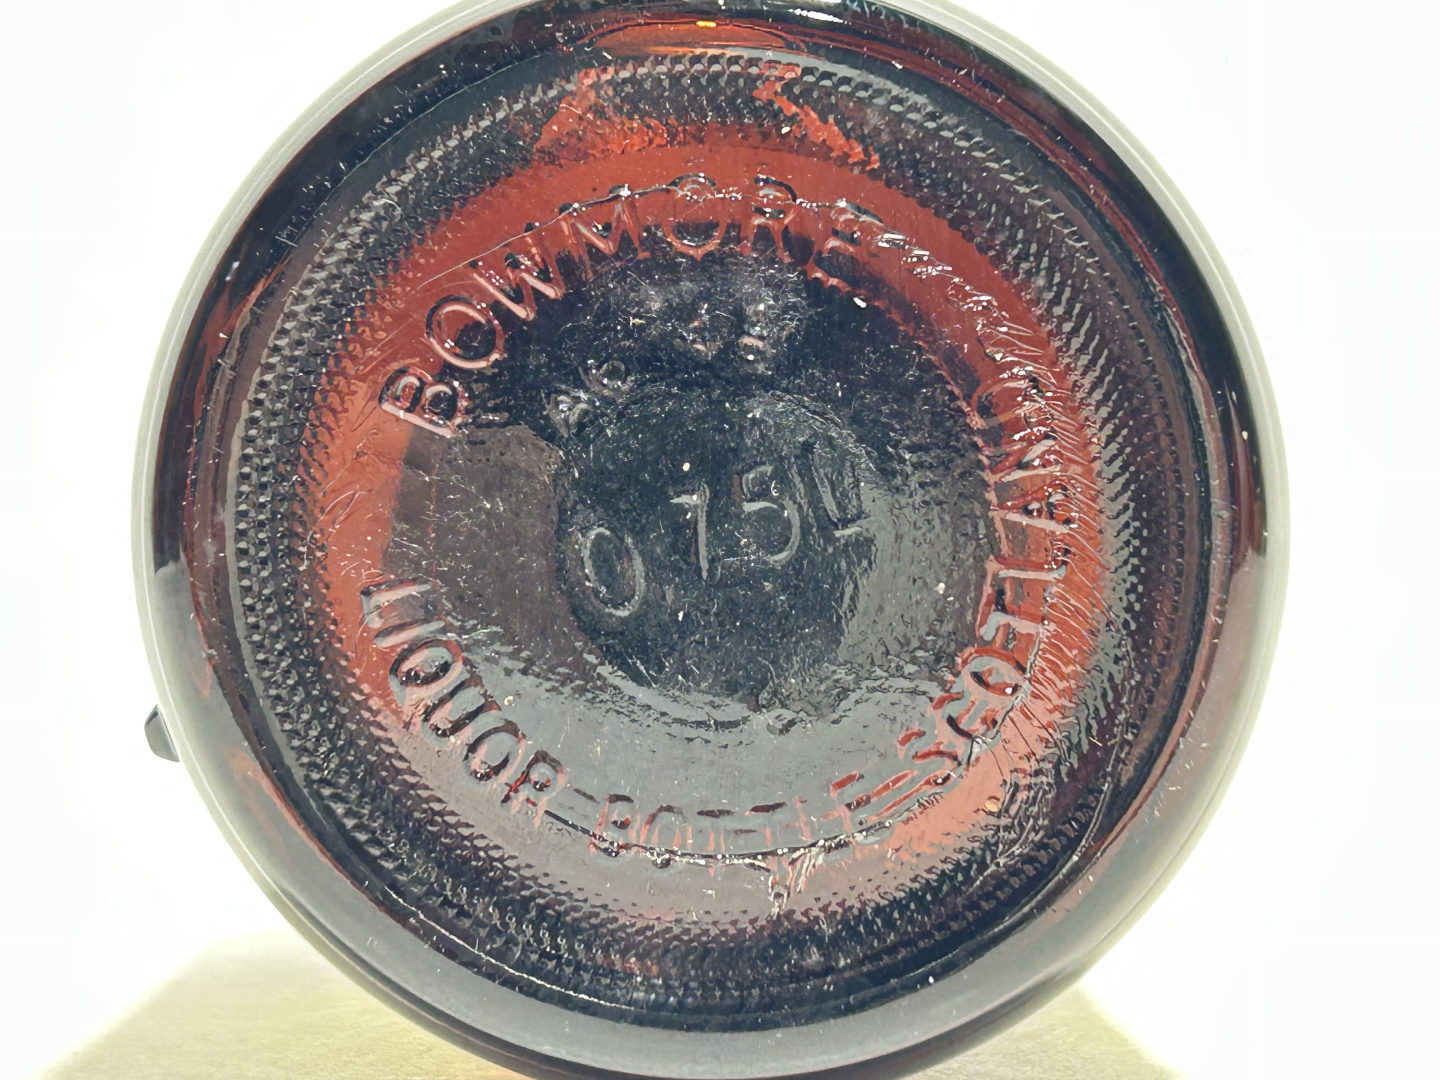 BOWMORE
SCOTLAND
LIQUOR BOTTLE
0 75L